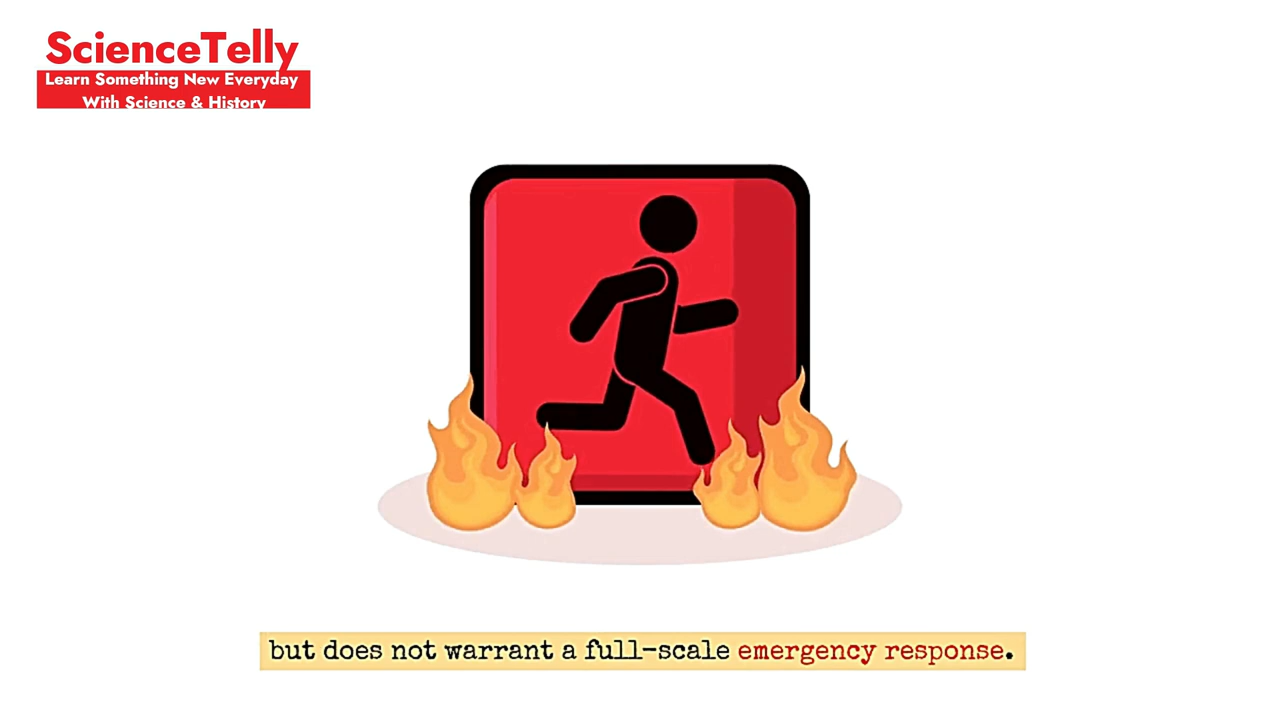 ScienceTelly
Learn Something New Everyday
With Science & History
but does not warrant a full-scale emergency response.